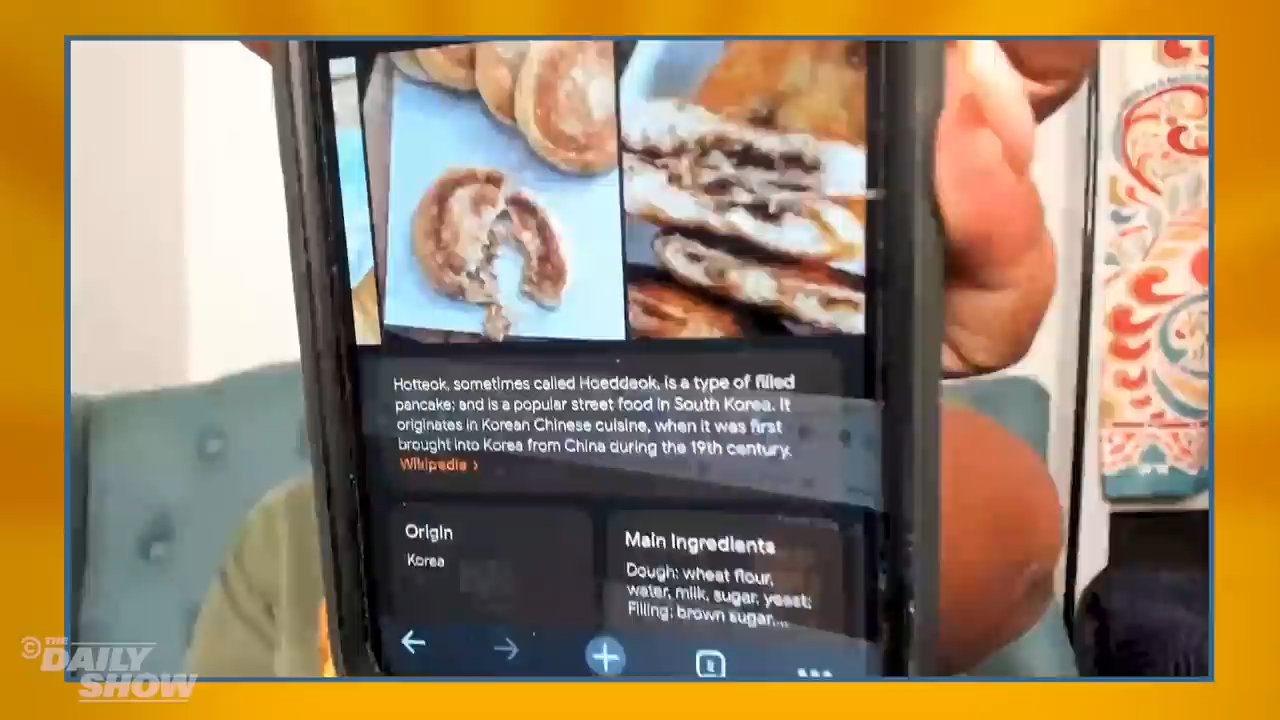 Hotteok, sometimes called Hoeddeok, is a type of filled
pancake; and is a popular street food in South Korea. It
originates in Korean Chinese cuisine, when it was first
brought into Korea from China during the 19th century.
Wikipedia >
Origin
Korea
Main Ingredients
Dough: wheat flour,
water, milk, sugar, yeast;
Filling: brown sugar,...
THE
DAILY
SHOW